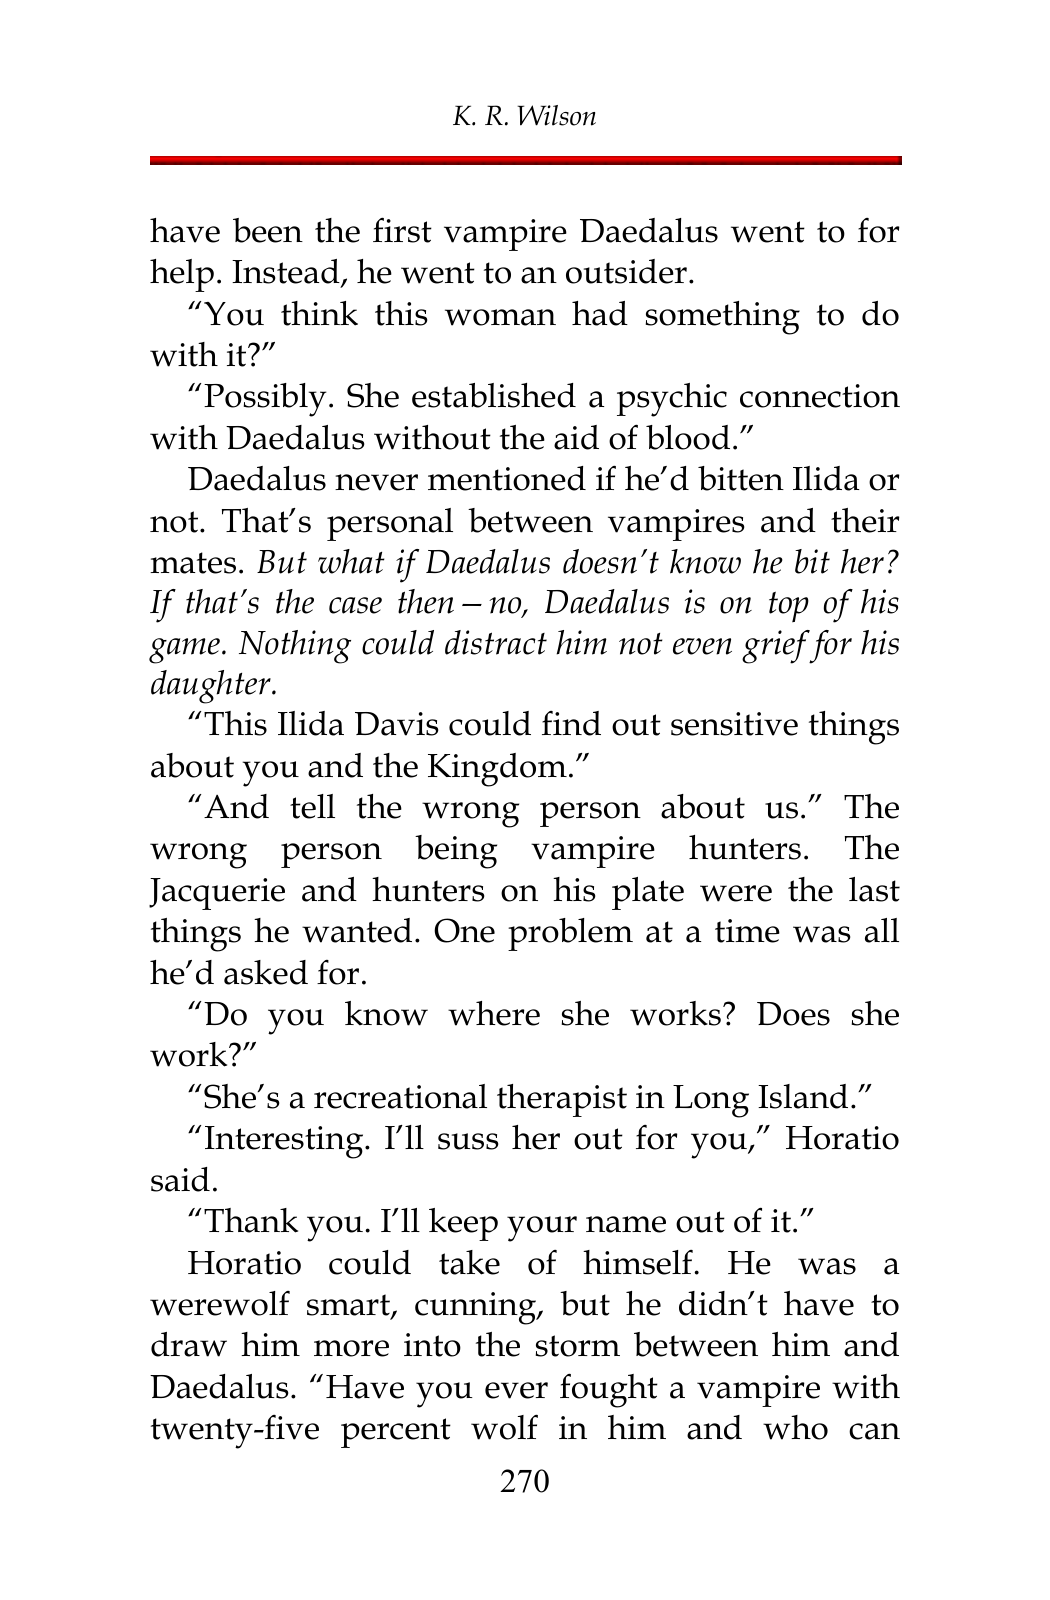 K. R. Wilson
have been the first vampire Daedalus went to for
help. Instead, he went to an outsider.
“You think this woman had something to do
with it?”
“Possibly. She established a psychic connection
with Daedalus without the aid of blood.”
Daedalus never mentioned if he’d bitten Ilida or
not. That’s personal between vampires and their
mates. But what if Daedalus doesn’t know he bit her?
If that’s the case then—no, Daedalus is on top of his
game. Nothing could distract him not even grief for his
daughter.
“This Ilida Davis could find out sensitive things
about you and the Kingdom.”
“And tell the wrong person about us.” The
wrong person being vampire hunters. The
Jacquerie and hunters on his plate were the last
things he wanted. One problem at a time was all
he’d asked for.
“Do you know where she works? Does she
work?”
“She’s a recreational therapist in Long Island.”
“Interesting. I’ll suss her out for you,” Horatio
said.
“Thank you. I’ll keep your name out of it.”
Horatio could take of himself. He was a
werewolf smart, cunning, but he didn’t have to
draw him more into the storm between him and
Daedalus. “Have you ever fought a vampire with
twenty-five percent wolf in him and who can
270